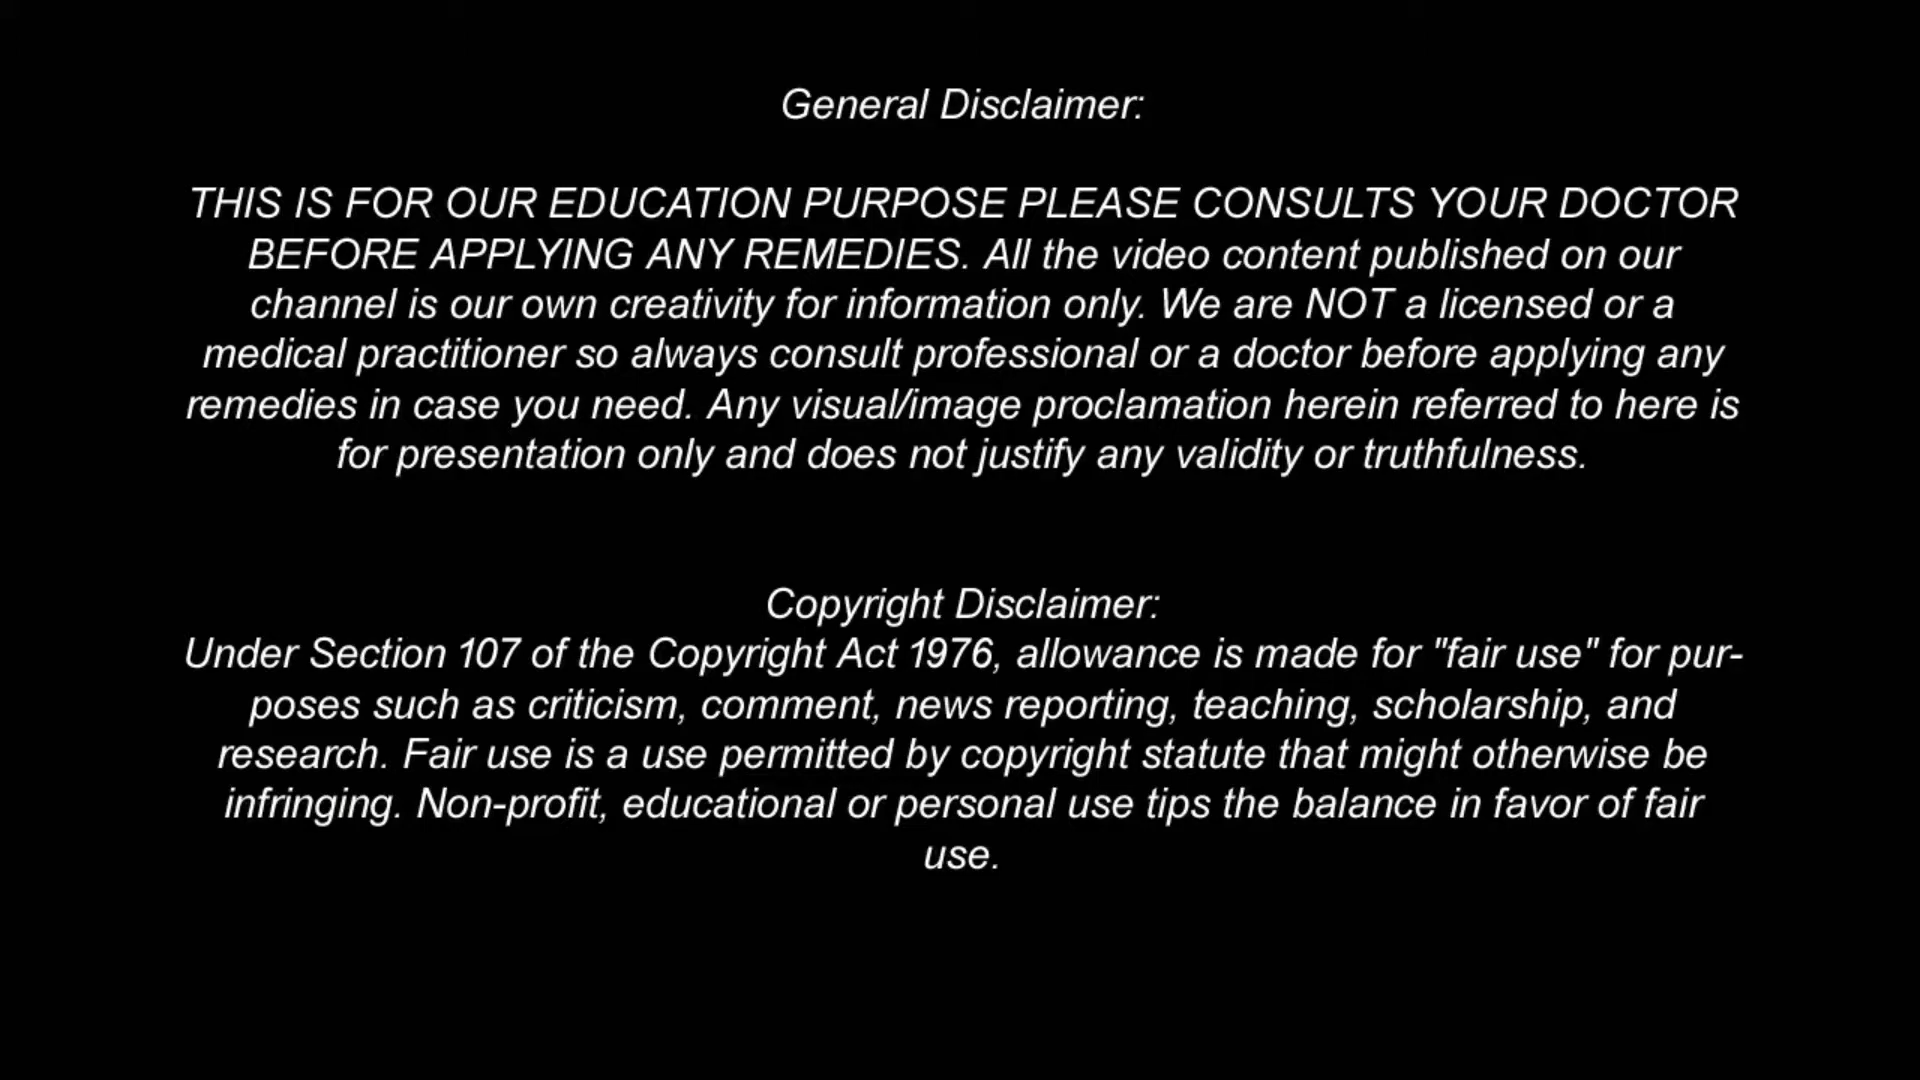 General Disclaimer:
THIS IS FOR OUR EDUCATION PURPOSE PLEASE CONSULTS YOUR DOCTOR
BEFORE APPLYING ANY REMEDIES. All the video content published on our
channel is our own creativity for information only. We are NOT a licensed or a
medical practitioner so always consult professional or a doctor before applying any
remedies in case you need. Any visual/image proclamation herein referred to here is
for presentation only and does not justify any validity or truthfulness.
Copyright Disclaimer:
Under Section 107 of the Copyright Act 1976, allowance is made for "fair use" for pur-
poses such as criticism, comment, news reporting, teaching, scholarship, and
research. Fair use is a use permitted by copyright statute that might otherwise be
infringing. Non-profit, educational or personal use tips the balance in favor of fair
use.